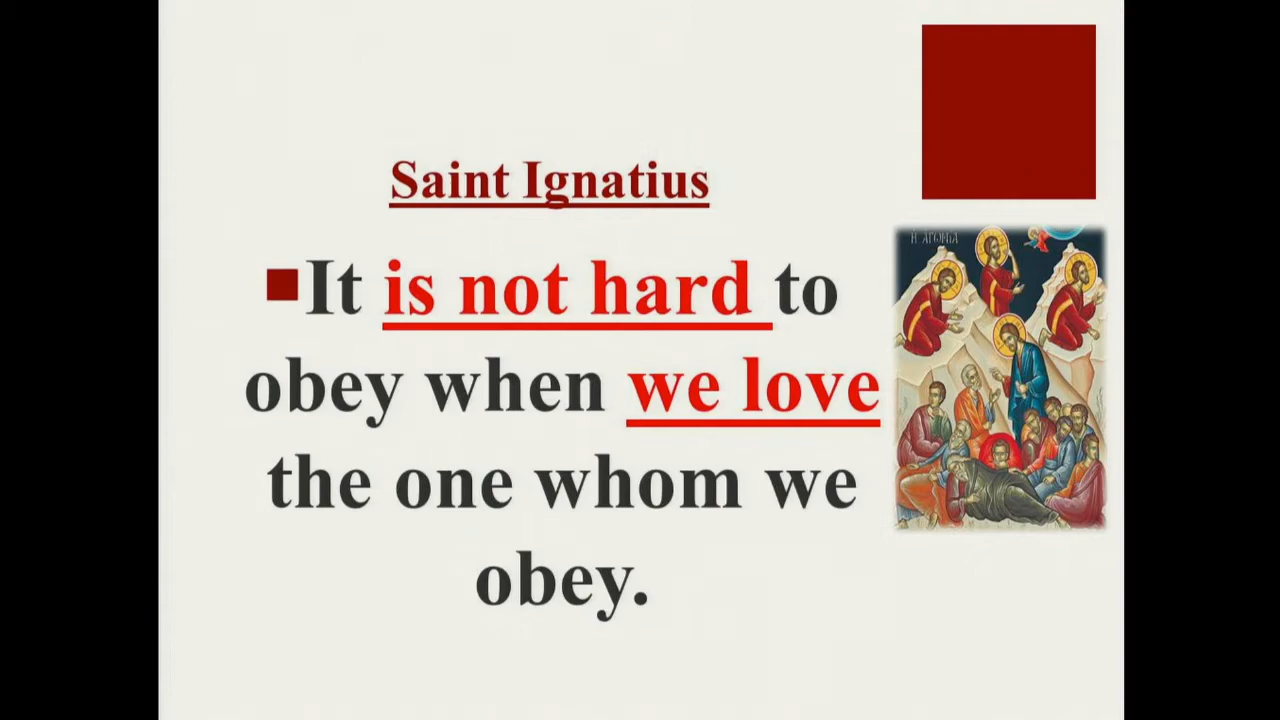 Saint Ignatius
It is not hard to
obey when we love
the one whom we
obey.
Η ΑΓΩΝΙΑ